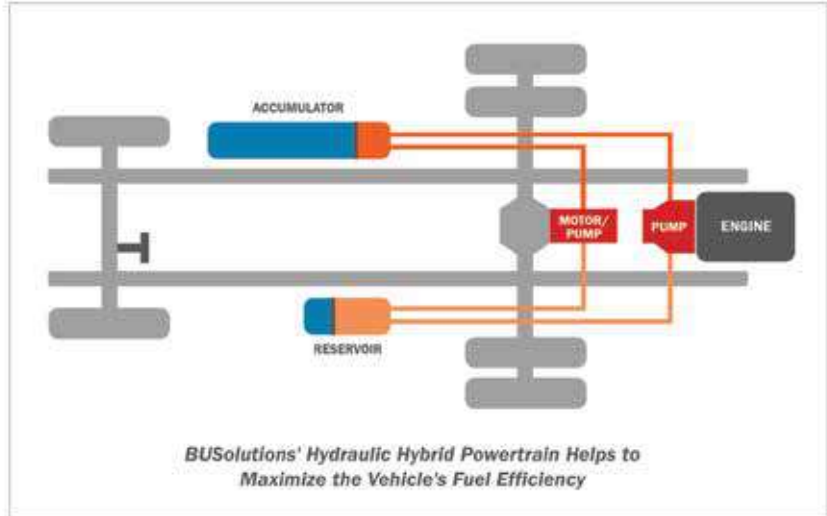 ACCUMULATOR
MOTOR/
PUMP
PUMP
ENGINE
RESERVOIR
BUSolutions' Hydraulic Hybrid Powertrain Helps to
Maximize the Vehicle's Fuel Efficiency